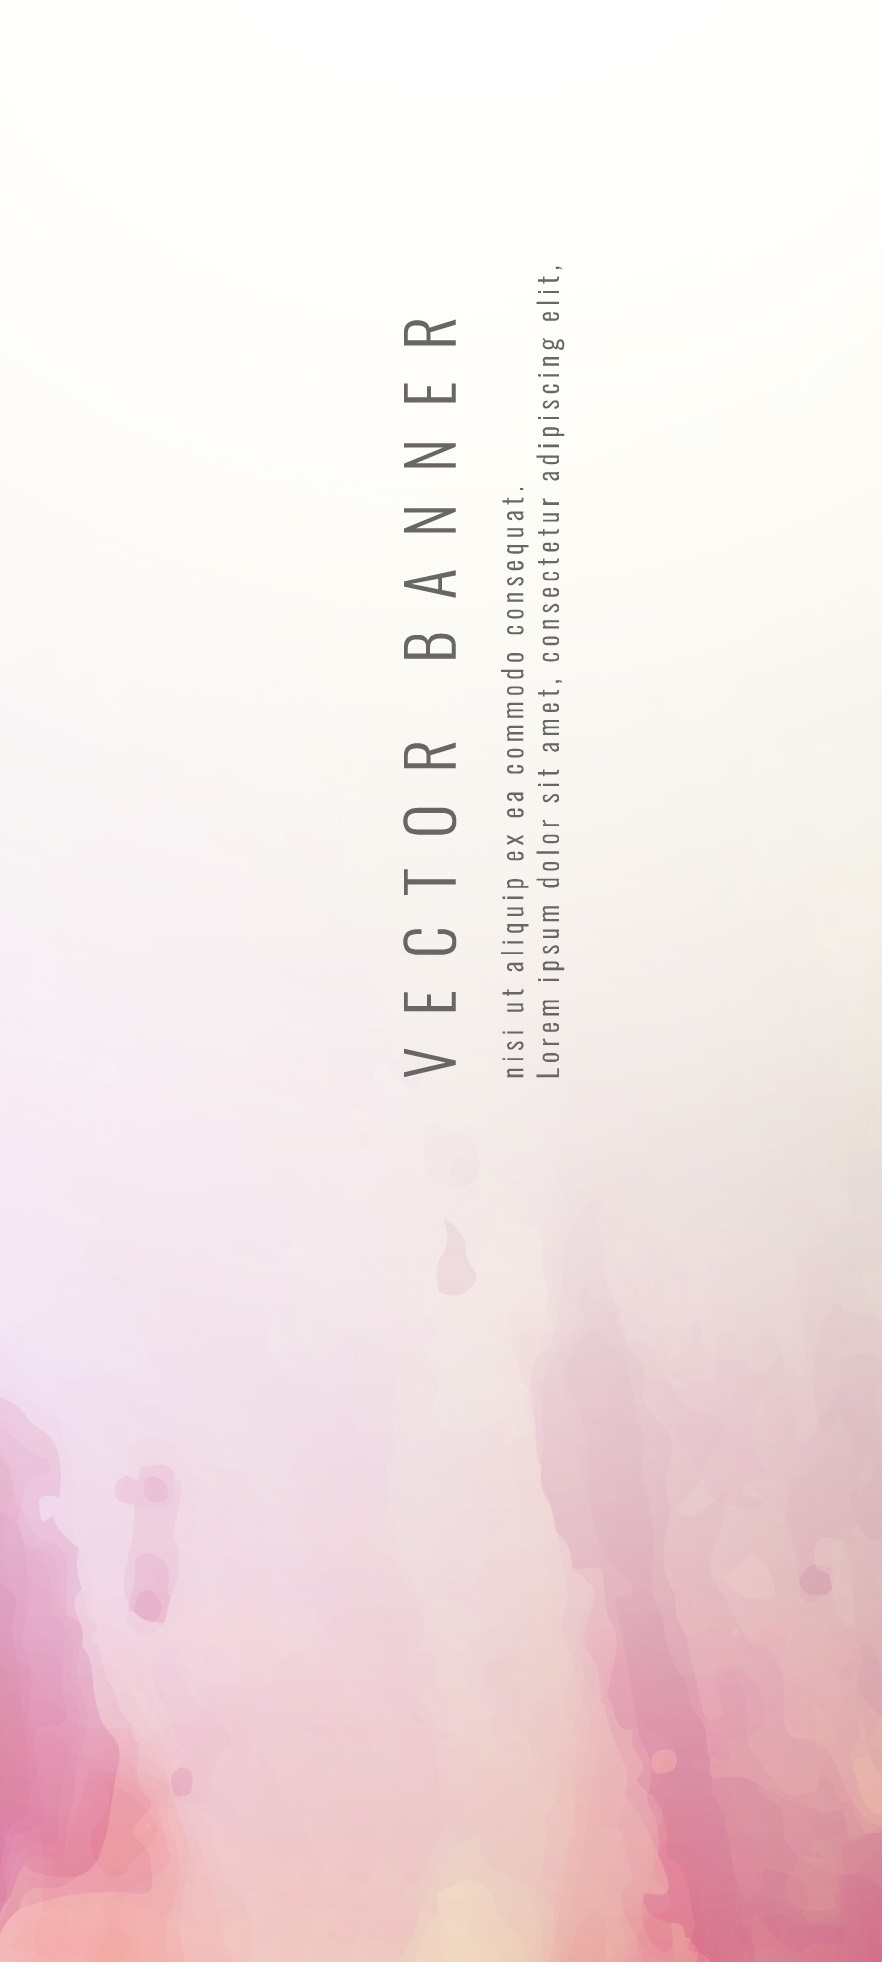 VECTOR BANNER
nisi ut aliquip ex ea commodo consequat.
Lorem ipsum dolor sit amet, consectetur adipiscing elit,